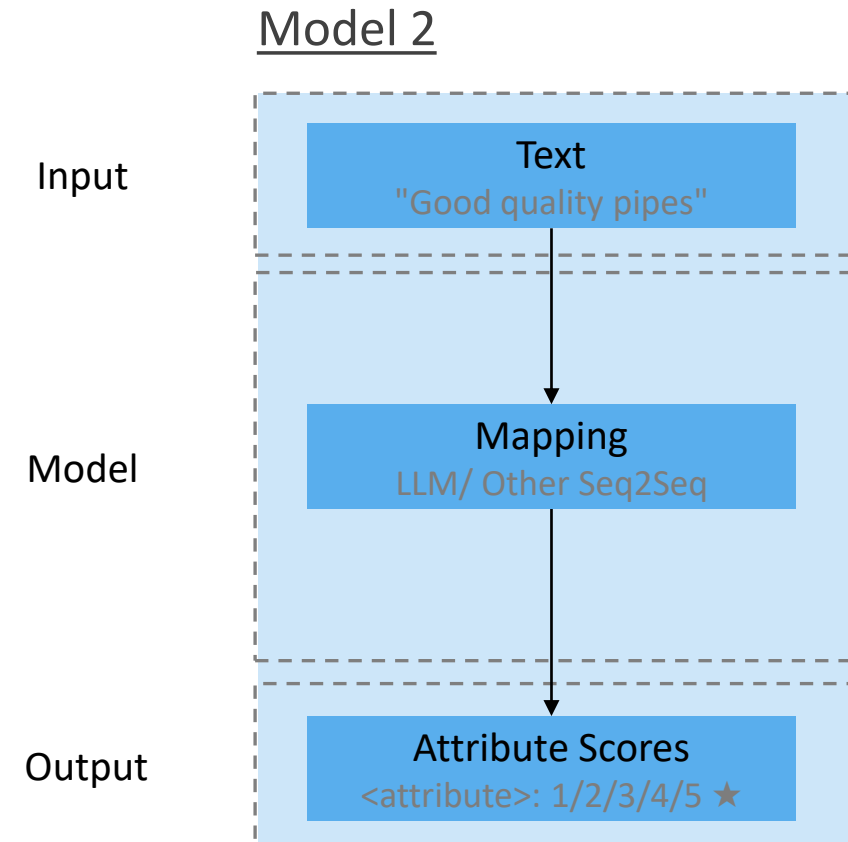 Model 2
Input
Text
"Good quality pipes"
Model
Mapping
LLM/ Other Seq2Seq
Output
Attribute Scores
<attribute>: 1/2/3/4/5 ★